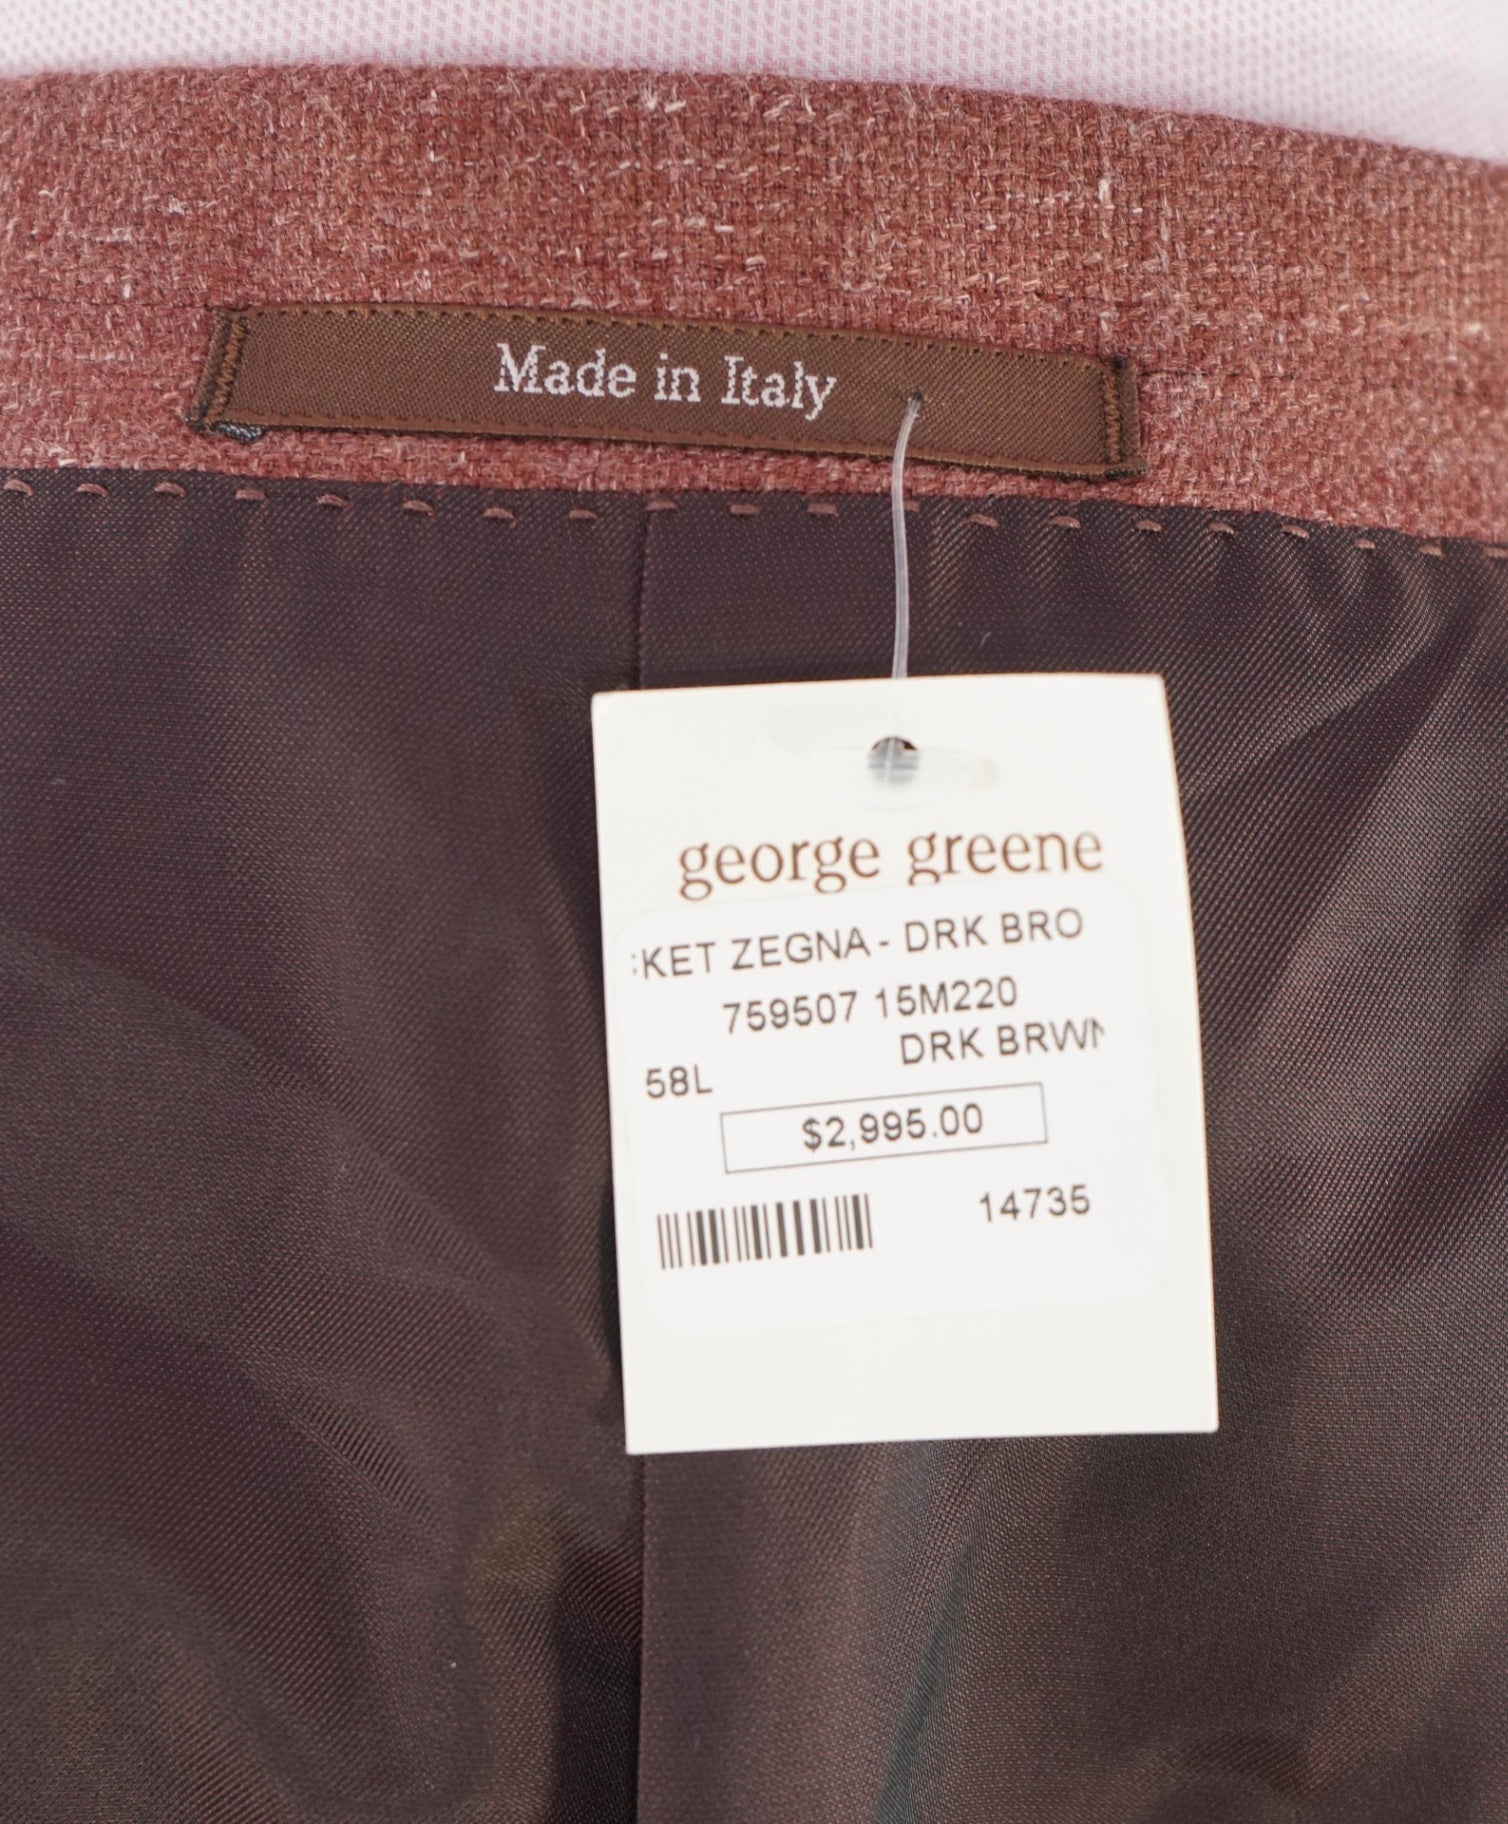 Made in Italy
george greene
KET ZEGNA - DRK BRO
759507 15M220
DRK BRWN
58L
$2,995.00
14735